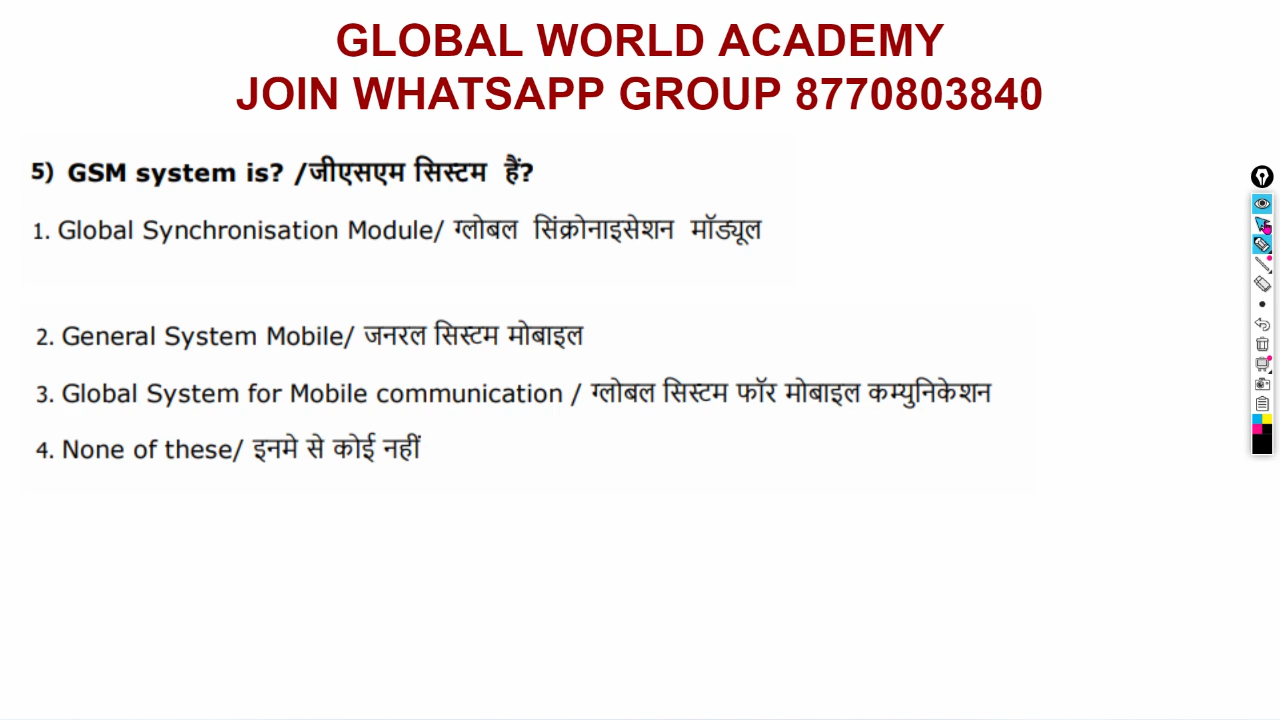 GLOBAL WORLD ACADEMY
JOIN WHATSAPP GROUP 8770803840
5) GSM system is? /जीएसएम सिस्टम हैं?
1. Global Synchronisation Module/ ग्लोबल सिंक्रोनाइसेशन मॉड्यूल
2. General System Mobile/ जनरल सिस्टम मोबाइल
3. Global System for Mobile communication / ग्लोबल सिस्टम फॉर मोबाइल कम्युनिकेशन
4. None of these/ इनमे से कोई नहीं